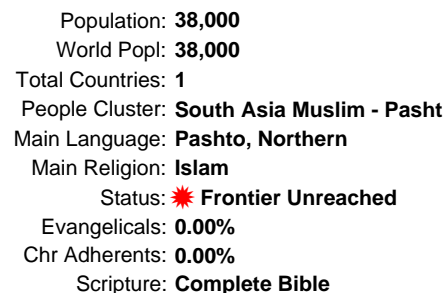 Population: 38,000
World Popl: 38,000
Total Countries: 1
People Cluster: South Asia Muslim - Pasht
Main Language: Pashto, Northern
Main Religion: Islam
Status: Frontier Unreached
Evangelicals: 0.00%
Chr Adherents: 0.00%
Scripture: Complete Bible